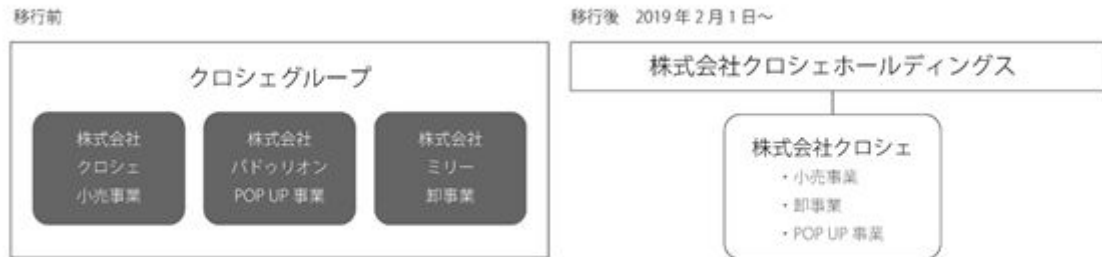 移行前
クロシェグループ
株式会社
クロシェ
小売事業
株式会社
パドゥリオン
POP UP 事業
株式会社
ミリー
卸事業
移行後 2019 年 2 月 1 日～
株式会社クロシェホールディングス
株式会社クロシェ
・小売事業
・卸事業
・POP UP 事業